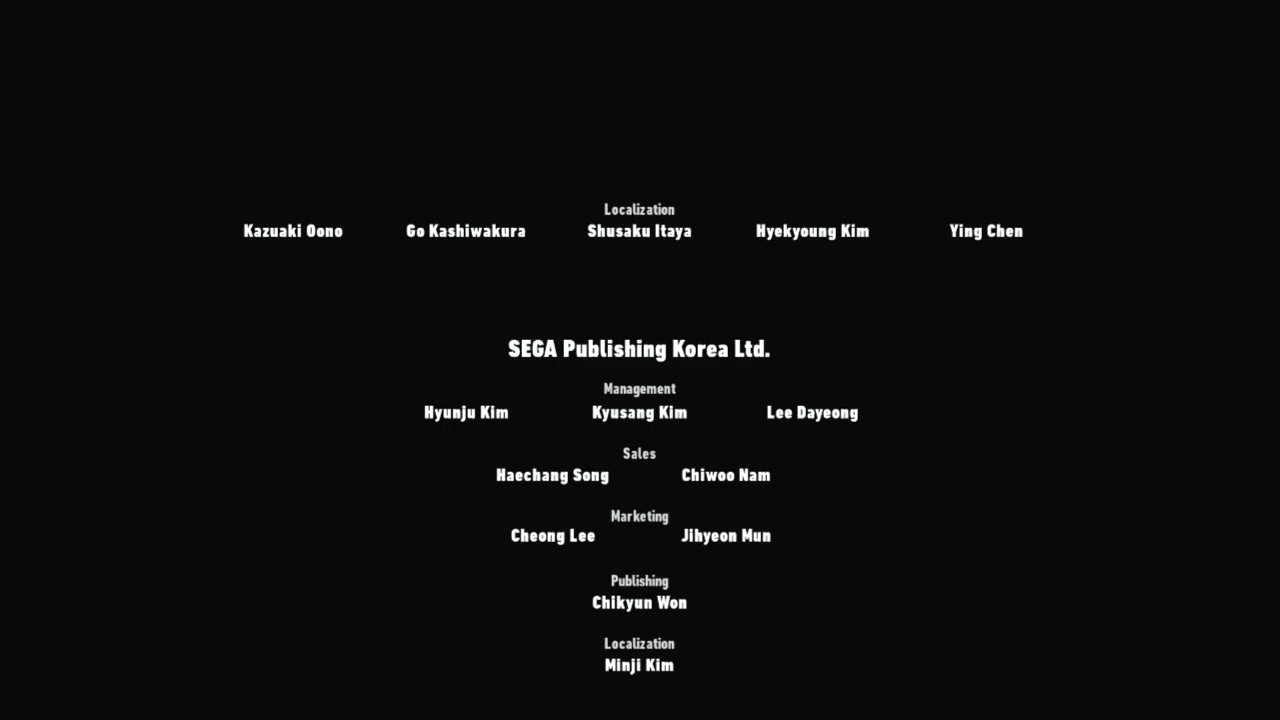 Localization
Kazuaki Oono Go Kashiwakura Shusaku Itaya Hyekyoung Kim Ying Chen
SEGA Publishing Korea Ltd.
Management
Hyunju Kim Kyusang Kim Lee Dayeong
Sales
Haechang Song Chiwoo Nam
Marketing
Cheong Lee Jihyeon Mun
Publishing
Chikyun Won
Localization
Minji Kim